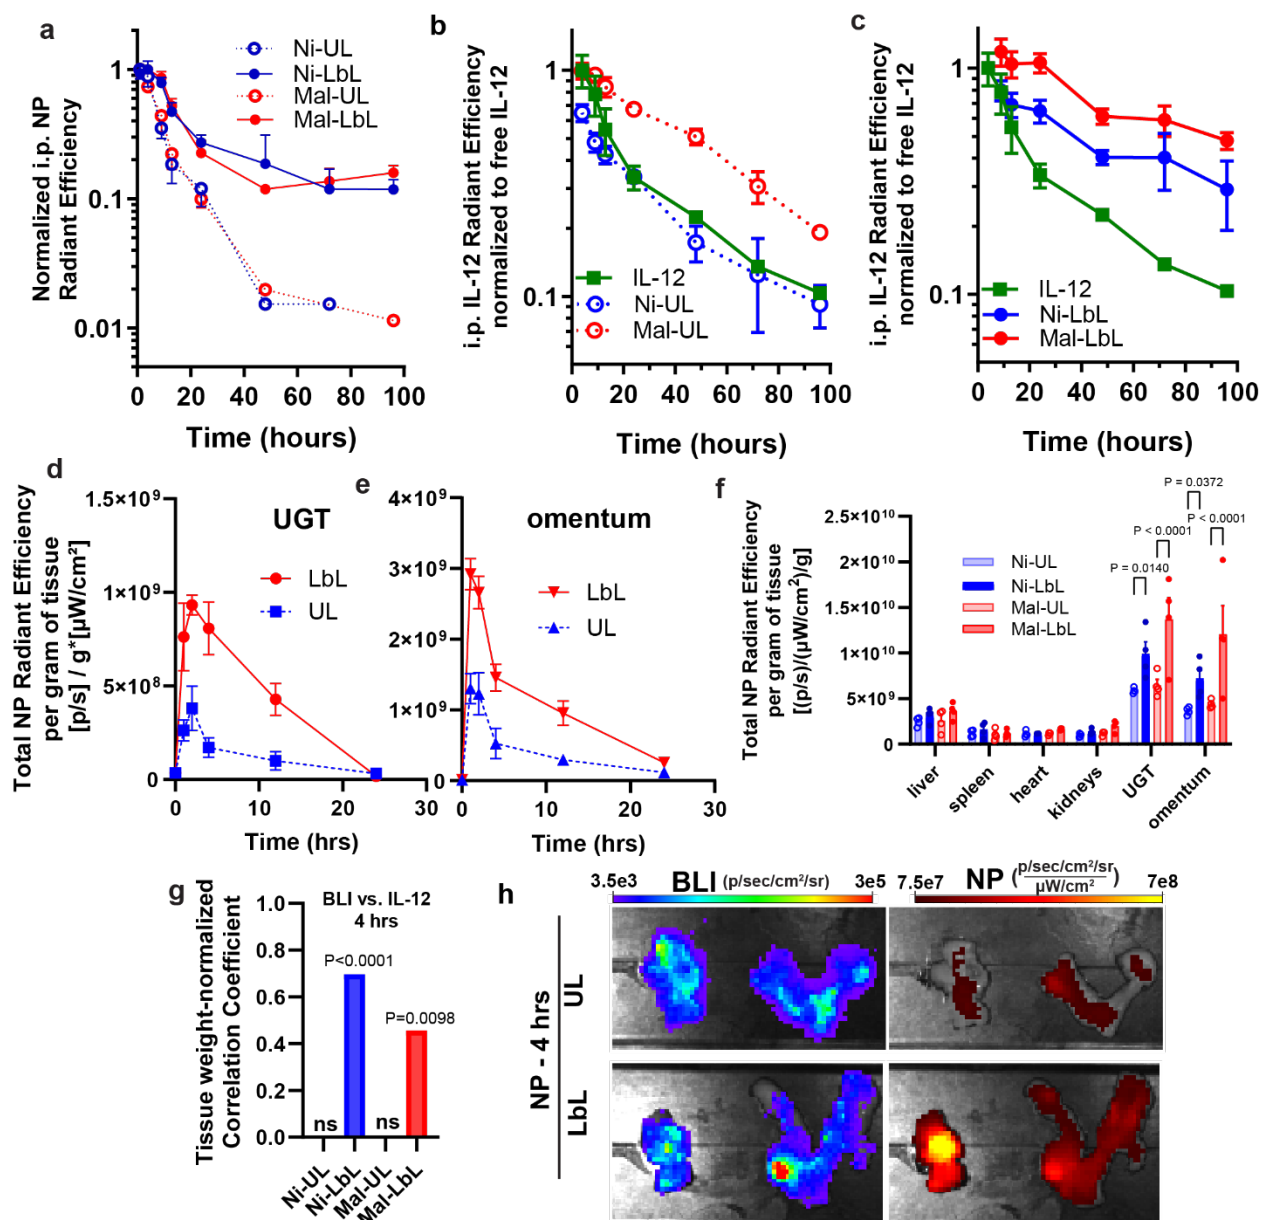 a
Normalized i.p. NP
Radiant Efficiency
1
0.1
0.01
0 20 40 60 80 100
Time (hours)
Ni-UL
Ni-LbL
Mal-UL
Mal-LbL
b
i.p. IL-12 Radiant Efficiency
normalized to free IL-12
1
0.1
0 20 40 60 80 100
Time (hours)
IL-12
Ni-UL
Mal-UL
c
i.p. IL-12 Radiant Efficiency
normalized to free IL-12
1
0.1
0 20 40 60 80 100
Time (hours)
IL-12
Ni-LbL
Mal-LbL
d
Total NP Radiant Efficiency
per gram of tissue
[p/s] / g*[µW/cm²]
1.5×10⁹
1×10⁹
5×10⁸
0
0 10 20 30
Time (hrs)
UGT
LbL
UL
e
4×10⁹
3×10⁹
2×10⁹
1×10⁹
0
0 10 20 30
Time (hrs)
omentum
LbL
UL
f
Total NP Radiant Efficiency
per gram of tissue
[(p/s)/(µW/cm²)/g]
2.5×10¹⁰
2×10¹⁰
1.5×10¹⁰
1×10¹⁰
5×10⁹
0
Ni-UL
Ni-LbL
Mal-UL
Mal-LbL
P = 0.0372
P < 0.0001
P < 0.0001
P = 0.0140
liver
spleen
heart
kidneys
UGT
omentum
g
Tissue weight-normalized
Correlation Coefficient
BLI vs. IL-12
4 hrs
1.0
0.8
0.6
0.4
0.2
0.0
P<0.0001
P=0.0098
ns
ns
Ni-UL
Ni-LbL
Mal-UL
Mal-LbL
h
3.5e3 BLI (p/sec/cm²/sr) 3e5
7.5e7 NP (p/sec/cm²/sr
µW/cm²) 7e8
NP - 4 hrs
UL
LbL